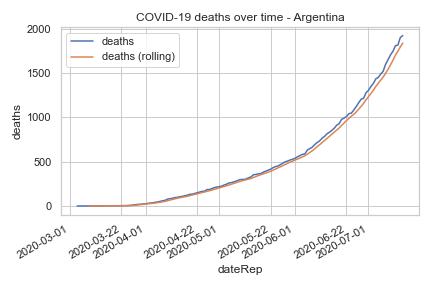 COVID-19 deaths over time - Argentina
deaths
deaths (rolling)
2000
1500
1000
500
0
deaths
2020-03-01
2020-03-22
2020-04-01
2020-04-22
2020-05-01
2020-05-22
2020-06-01
2020-06-22
2020-07-01
dateRep